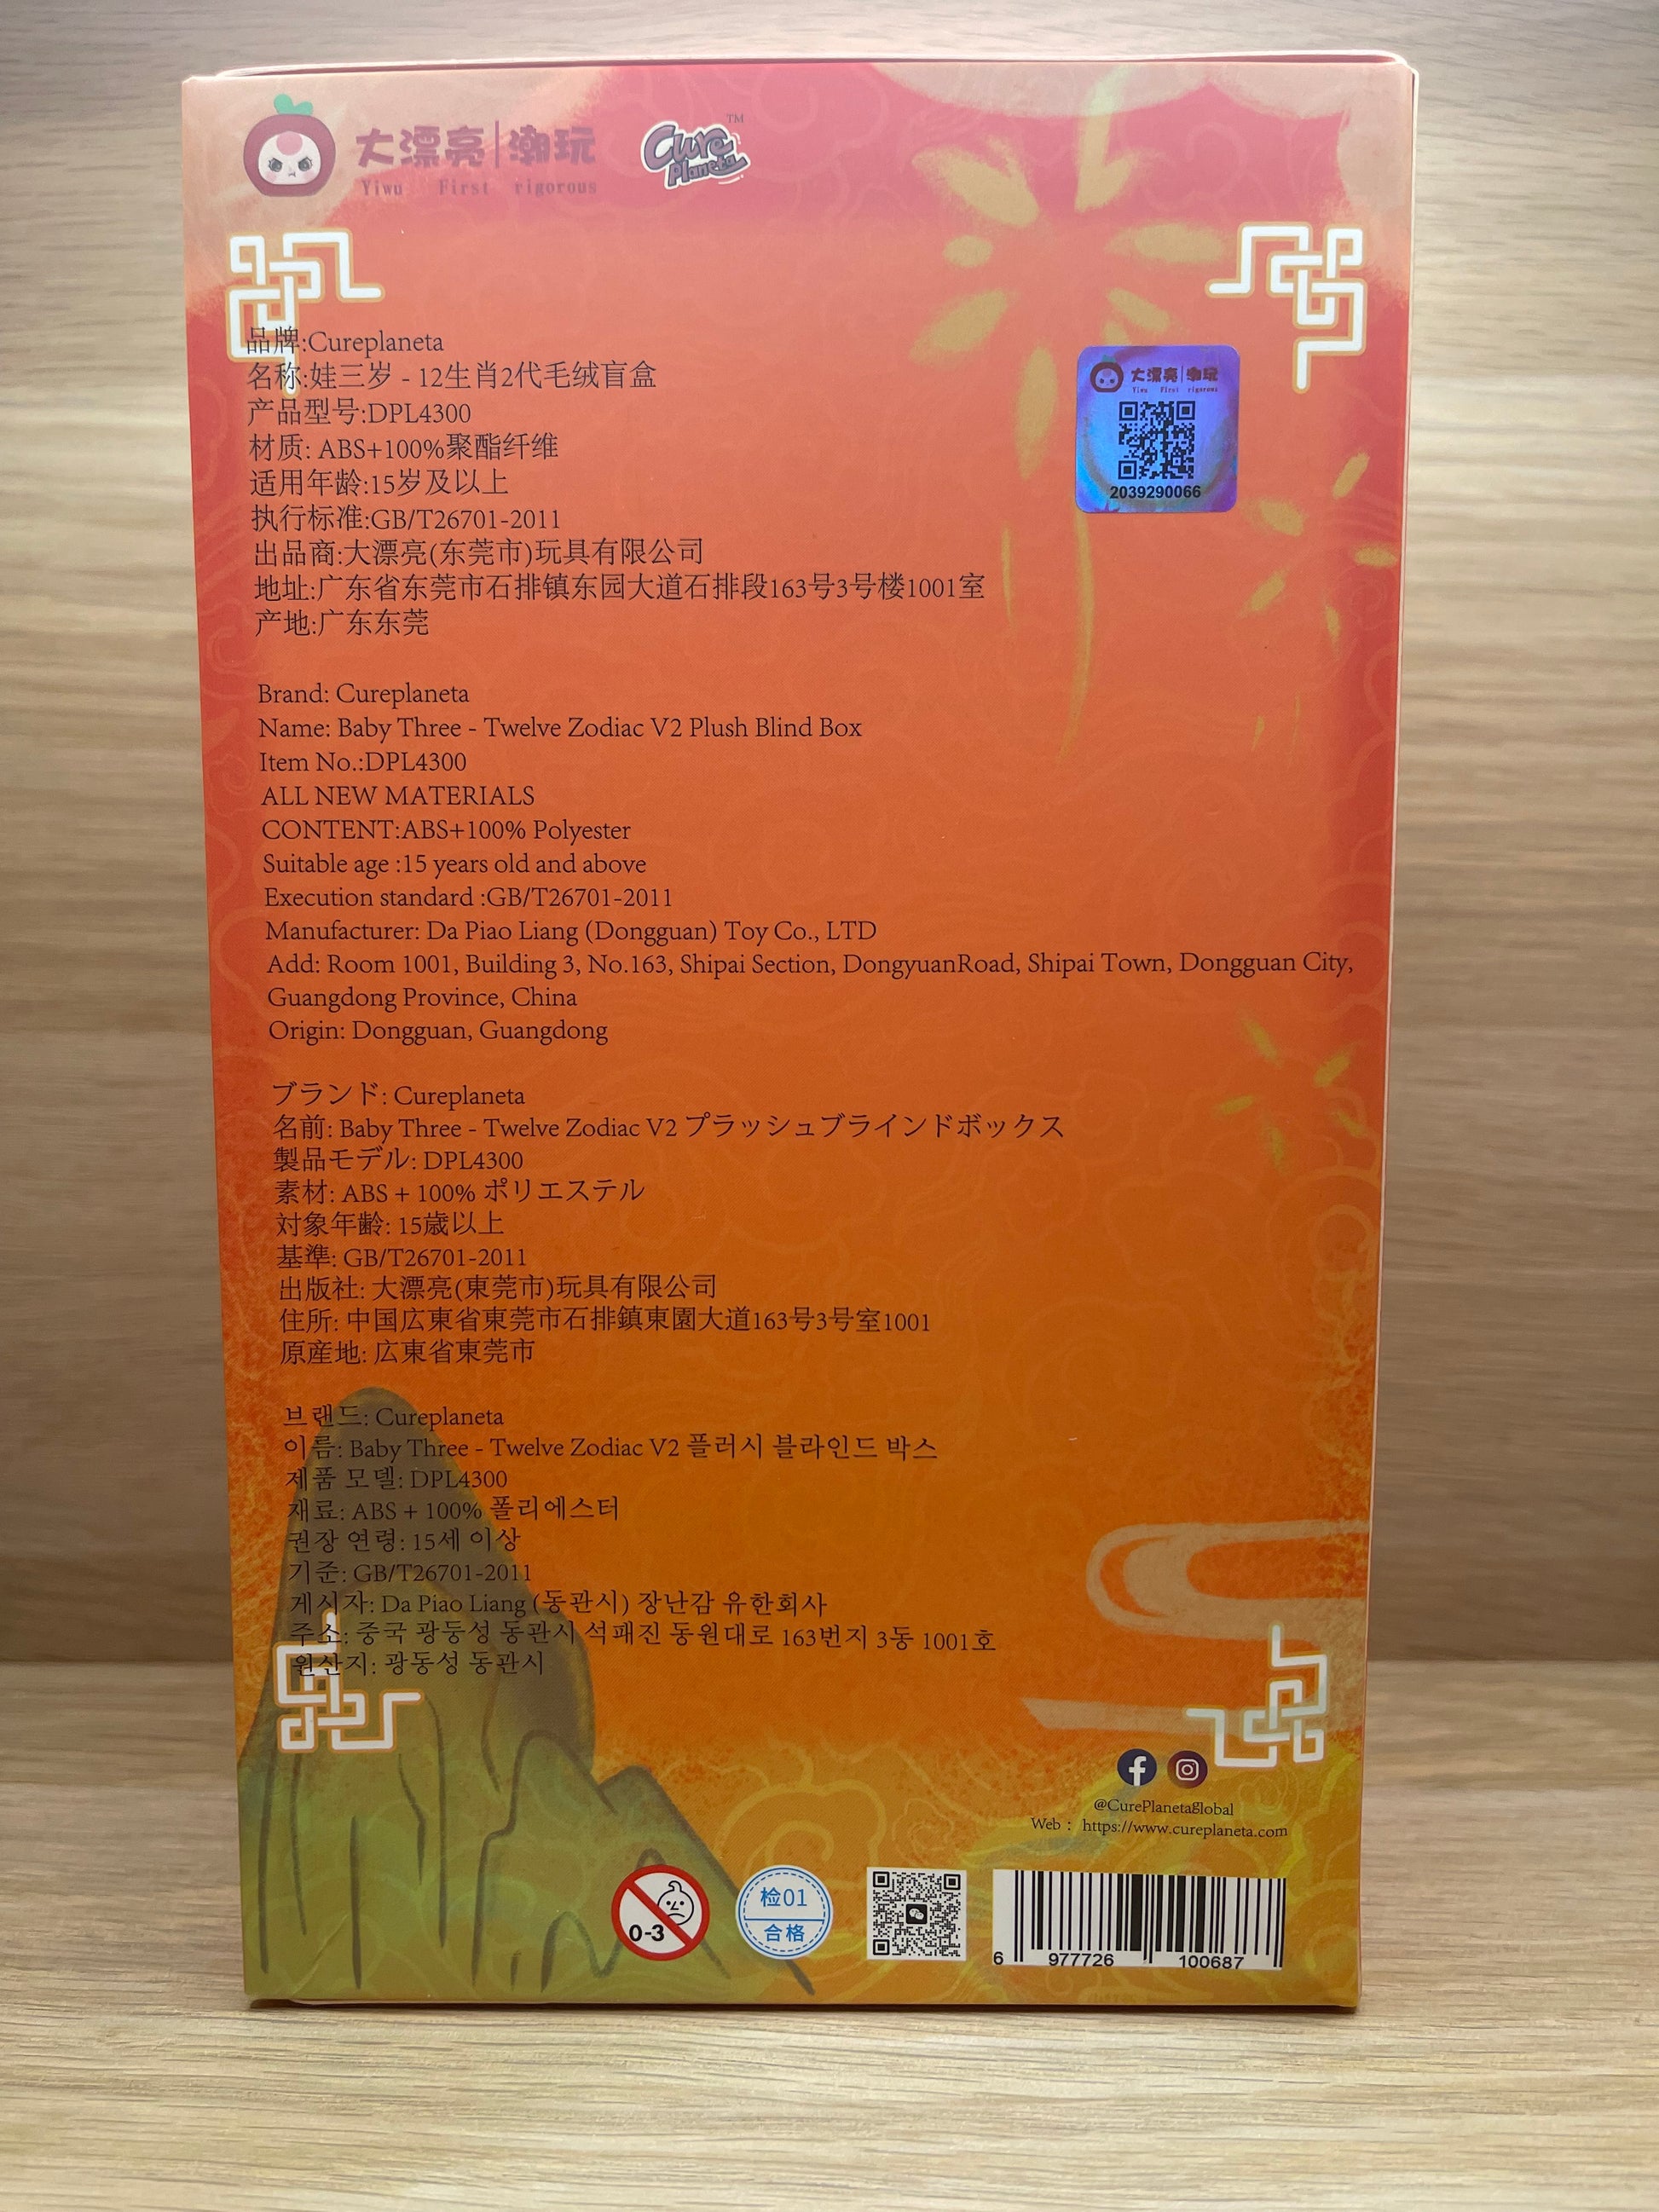 大漂亮|潮玩
Yiwu First rigorous
Cure Planeta TM
品牌:Cureplaneta
名称:娃三岁 - 12生肖2代毛绒盲盒
产品型号:DPL4300
材质: ABS+100%聚酯纤维
适用年龄:15岁及以上
执行标准:GB/T26701-2011
出品商:大漂亮(东莞市)玩具有限公司
地址:广东省东莞市石排镇东园大道石排段163号3号楼1001室
产地:广东东莞
大漂亮|潮玩
Yiwu First rigorous
2039290066
Brand: Cureplaneta
Name: Baby Three - Twelve Zodiac V2 Plush Blind Box
Item No.:DPL4300
ALL NEW MATERIALS
CONTENT:ABS+100% Polyester
Suitable age :15 years old and above
Execution standard :GB/T26701-2011
Manufacturer: Da Piao Liang (Dongguan) Toy Co., LTD
Add: Room 1001, Building 3, No.163, Shipai Section, DongyuanRoad, Shipai Town, Dongguan City,
Guangdong Province, China
Origin: Dongguan, Guangdong
ブランド: Cureplaneta
名前: Baby Three - Twelve Zodiac V2 プラッシュブラインドボックス
製品モデル: DPL4300
素材: ABS + 100% ポリエステル
対象年齢: 15歳以上
基準: GB/T26701-2011
出版社: 大漂亮(東莞市)玩具有限公司
住所: 中国広東省東莞市石排鎮東園大道163号3号室1001
原産地: 広東省東莞市
브랜드: Cureplaneta
이름: Baby Three - Twelve Zodiac V2 플러시 블라인드 박스
제품 모델: DPL4300
재료: ABS + 100% 폴리에스터
권장 연령: 15세 이상
기준: GB/T26701-2011
게시자: Da Piao Liang (동관시) 장난감 유한회사
주소: 중국 광둥성 동관시 석패진 동원대로 163번지 3동 1001호
원산지: 광동성 동관시
@CurePlanetaGlobal
Web : https://www.cureplaneta.com
0-3
检01
合格
6 977726 100687